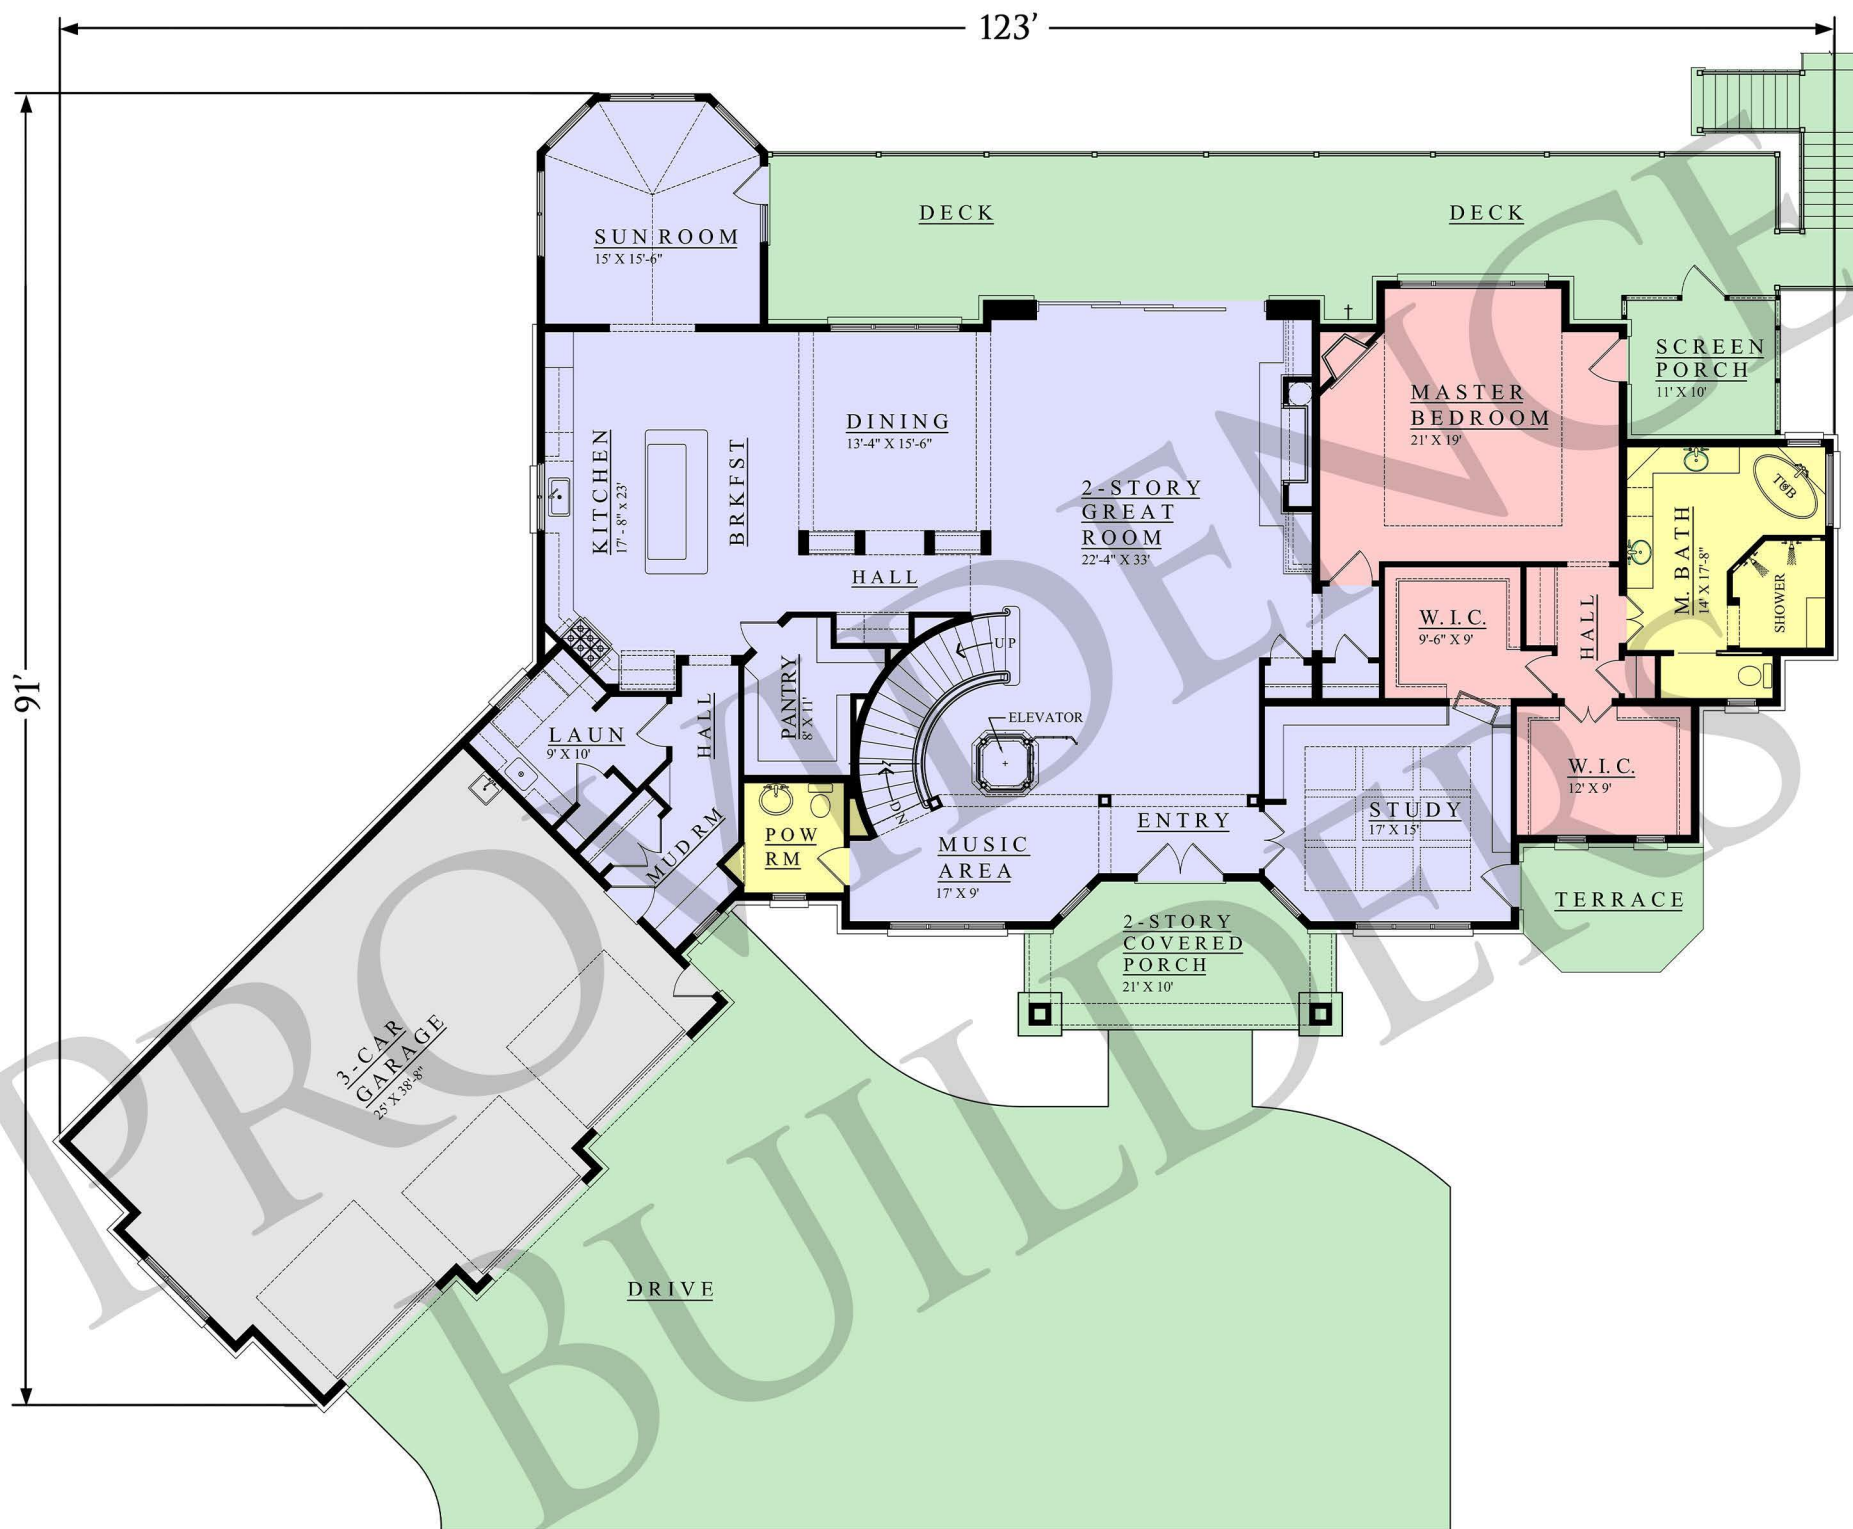 123'
91'
SUN ROOM
15' X 15'-6"
DECK
DECK
SCREEN
PORCH
11' X 10'
MASTER
BEDROOM
21' X 19'
DINING
13'-4" X 15'-6"
KITCHEN
17' - 8" x 23'
BRKFST
2-STORY
GREAT
ROOM
22'-4" X 33'
HALL
TUB
M. BATH
14' X 17'-8"
SHOWER
W.I.C.
9'-6" X 9'
HALL
UP
PANTRY
8' X 11'
ELEVATOR
HALL
LAUN
9' X 10'
W.I.C.
12' X 9'
DN
STUDY
17' X 15'
ENTRY
POW
RM
MUD RM
MUSIC
AREA
17' X 9'
TERRACE
2-STORY
COVERED
PORCH
21' X 10'
3-CAR
GARAGE
25' X 38'-8"
DRIVE
PROVIDENCE
BUILDERS